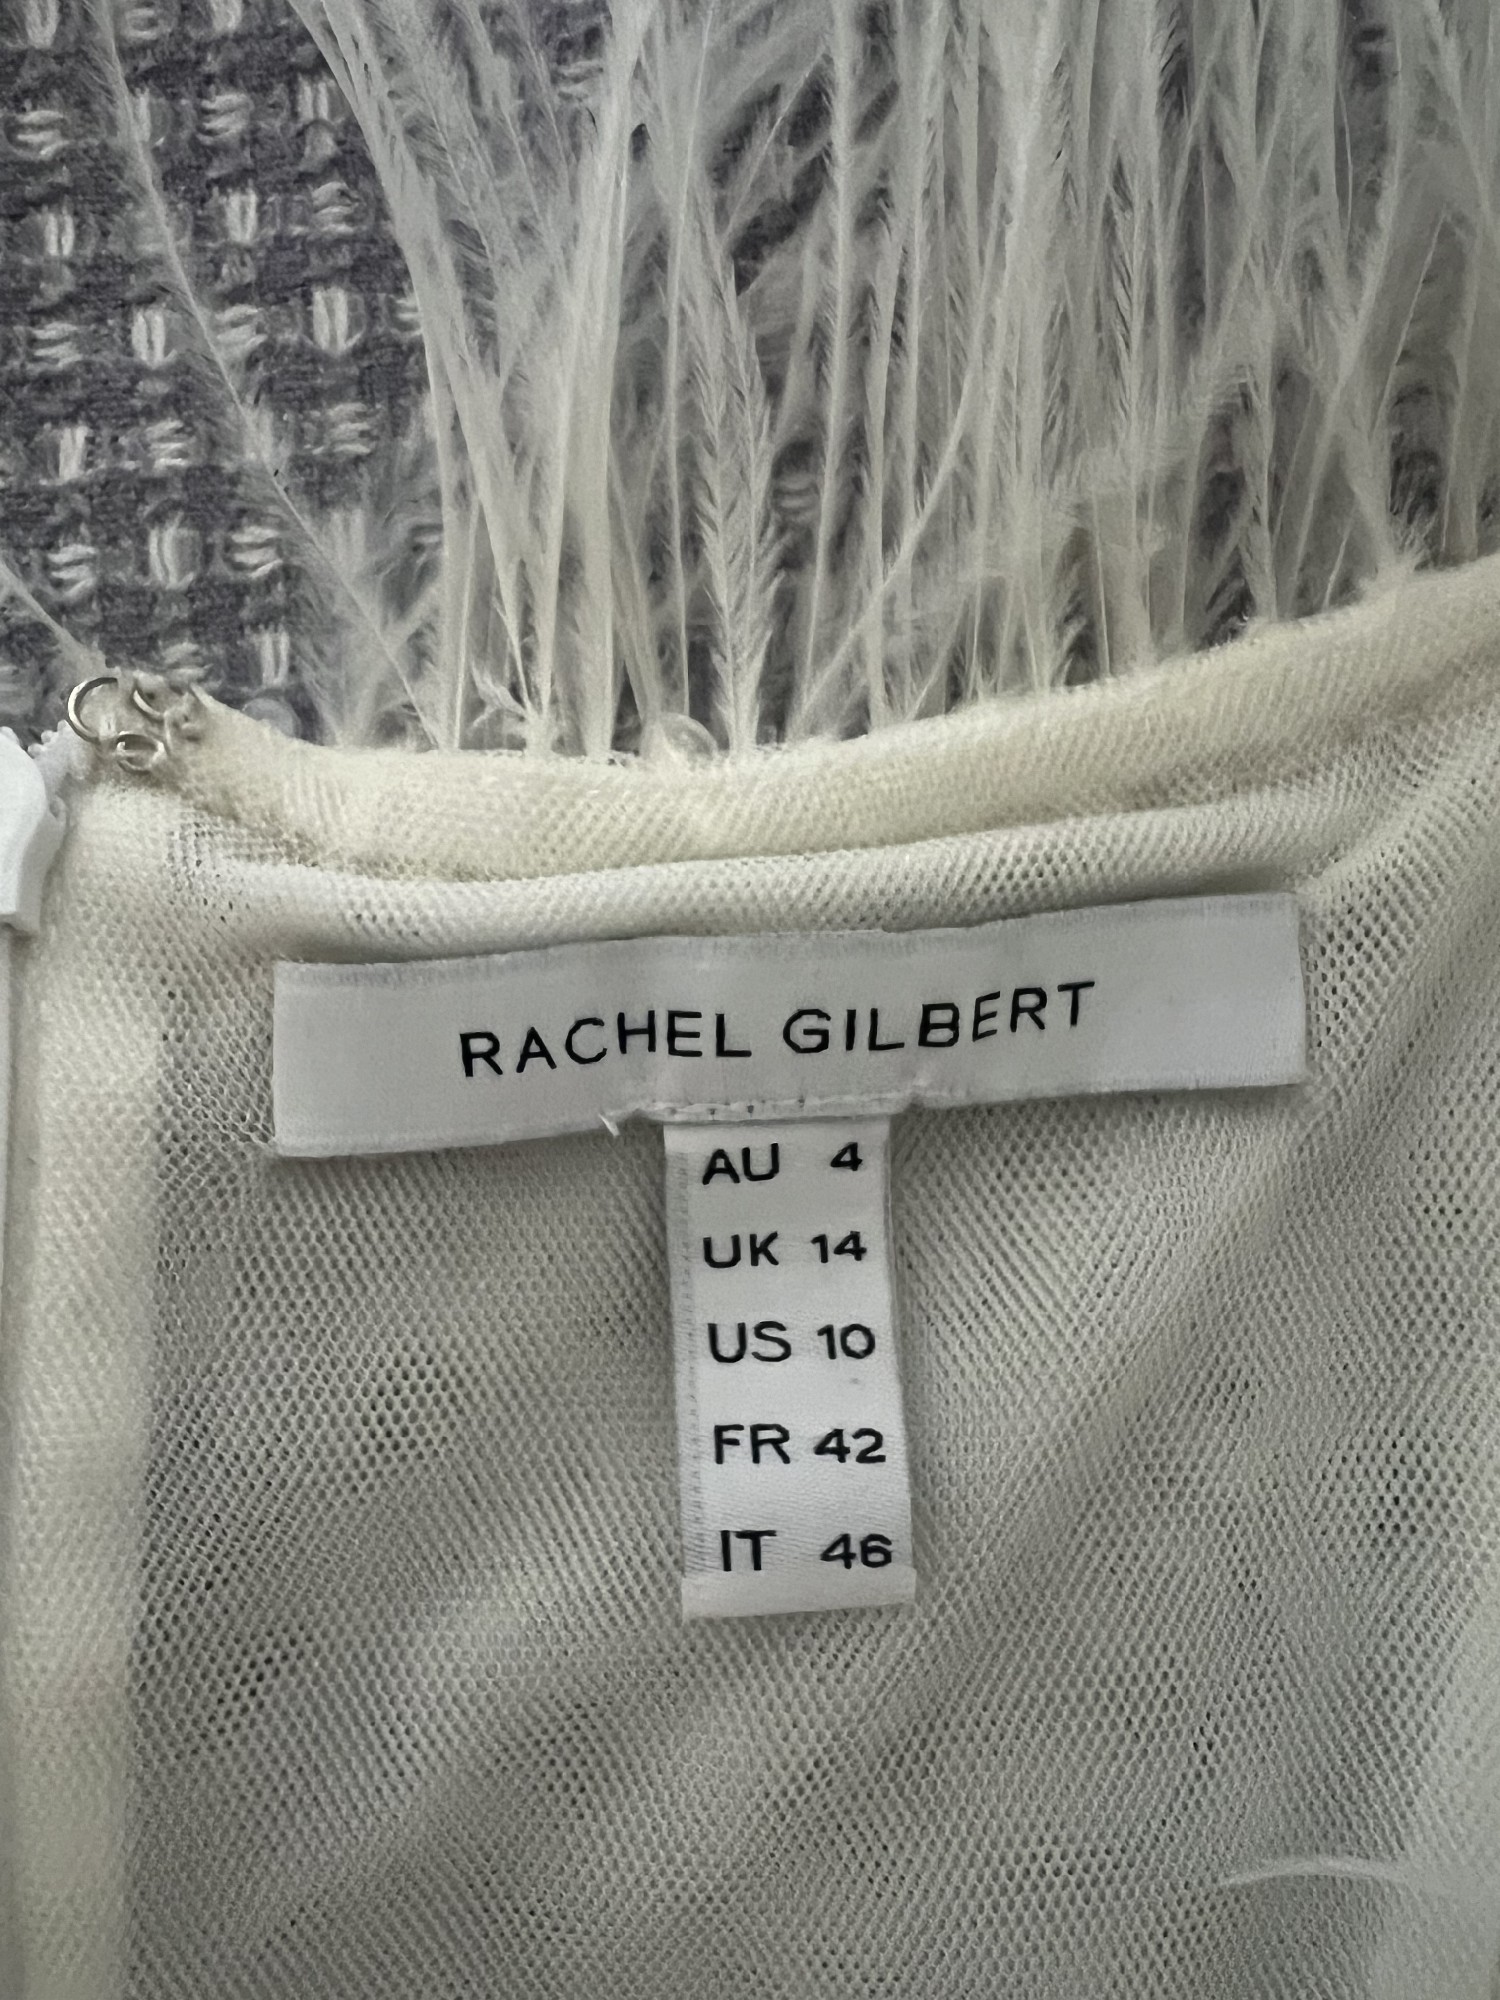 RACHEL GILBERT
AU 4
UK 14
US 10
FR 42
IT 46